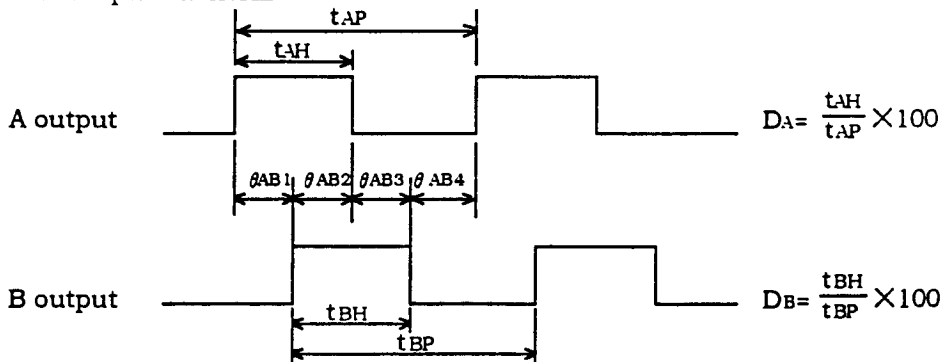 tAP
tAH
A output
DA= tAH/tAP ×100
θAB1 θAB2 θAB3 θAB4
B output
tBH
tBP
DB= tBH/tBP ×100